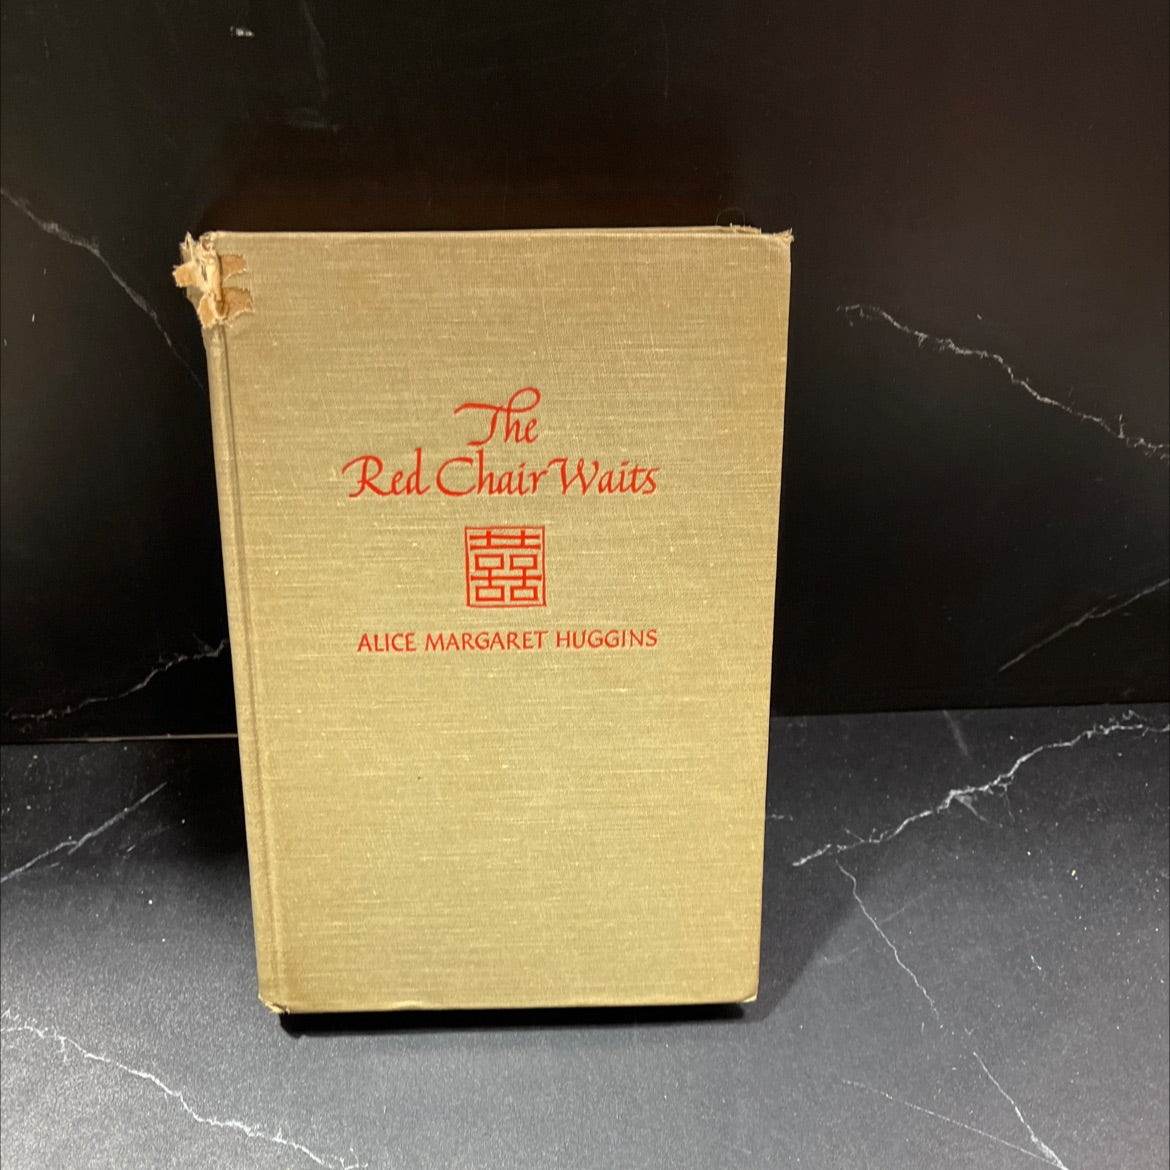 The
Red Chair Waits
囍
ALICE MARGARET HUGGINS